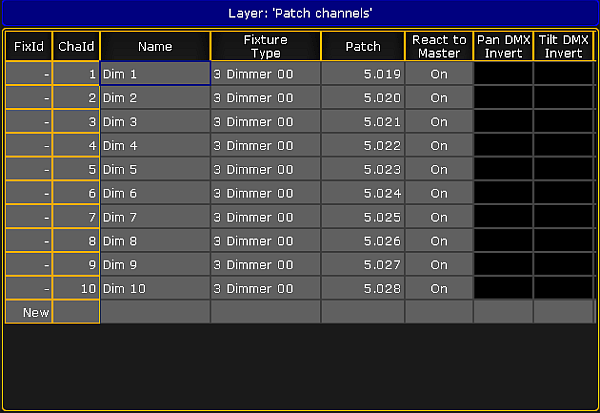 Layer: 'Patch channels'
FixId ChaId Name Fixture Type Patch React to Master Pan DMX Invert Tilt DMX Invert
- 1 Dim 1 3 Dimmer 00 5.019 On
- 2 Dim 2 3 Dimmer 00 5.020 On
- 3 Dim 3 3 Dimmer 00 5.021 On
- 4 Dim 4 3 Dimmer 00 5.022 On
- 5 Dim 5 3 Dimmer 00 5.023 On
- 6 Dim 6 3 Dimmer 00 5.024 On
- 7 Dim 7 3 Dimmer 00 5.025 On
- 8 Dim 8 3 Dimmer 00 5.026 On
- 9 Dim 9 3 Dimmer 00 5.027 On
- 10 Dim 10 3 Dimmer 00 5.028 On
New